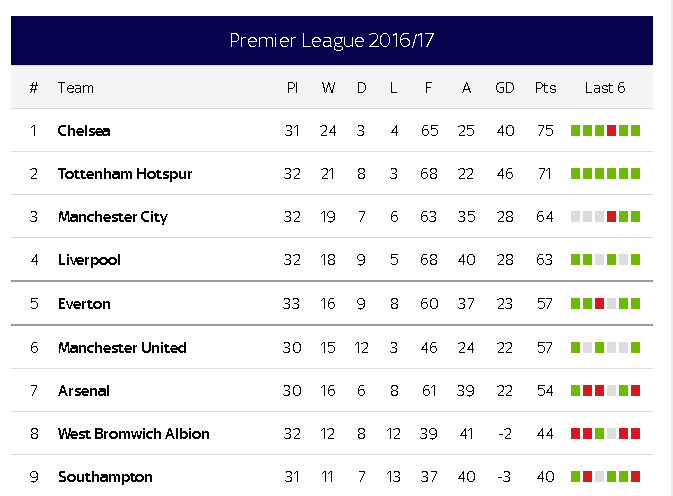 Premier League 2016/17
# Team Pl W D L F A GD Pts Last 6
1 Chelsea 31 24 3 4 65 25 40 75
2 Tottenham Hotspur 32 21 8 3 68 22 46 71
3 Manchester City 32 19 7 6 63 35 28 64
4 Liverpool 32 18 9 5 68 40 28 63
5 Everton 33 16 9 8 60 37 23 57
6 Manchester United 30 15 12 3 46 24 22 57
7 Arsenal 30 16 6 8 61 39 22 54
8 West Bromwich Albion 32 12 8 12 39 41 -2 44
9 Southampton 31 11 7 13 37 40 -3 40